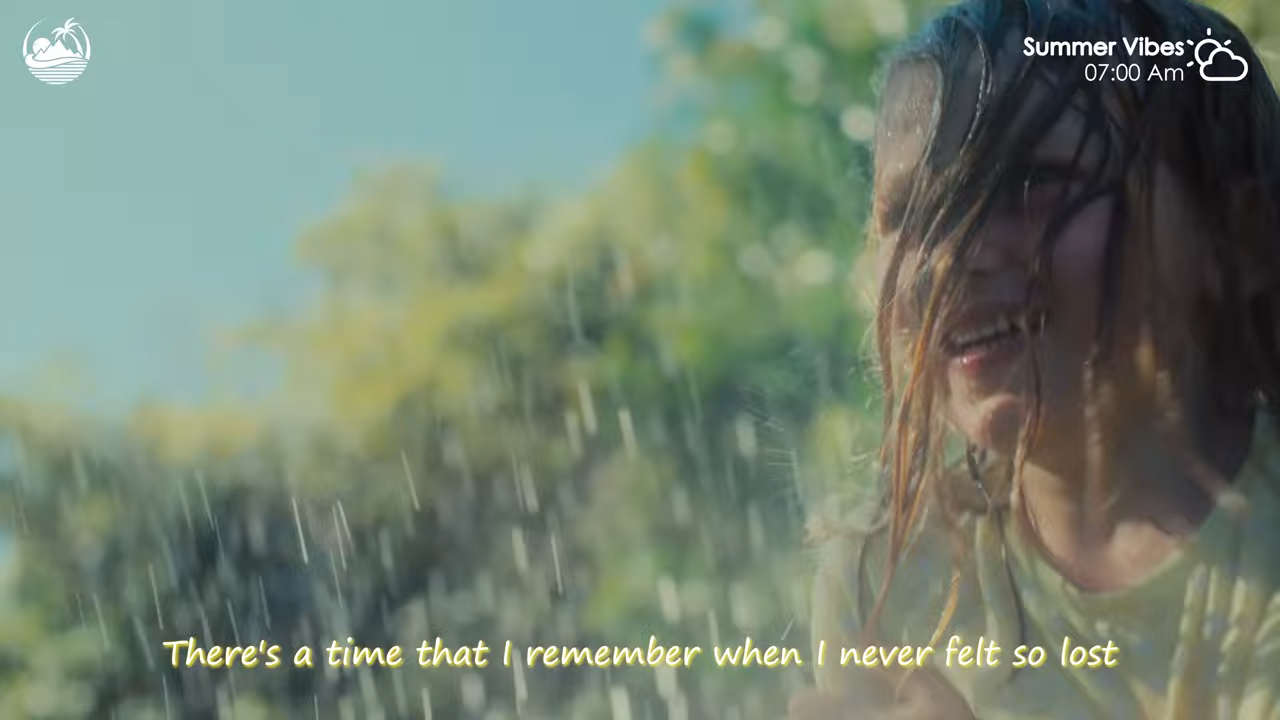 Summer Vibes
07:00 Am
There's a time that I remember when I never felt so lost